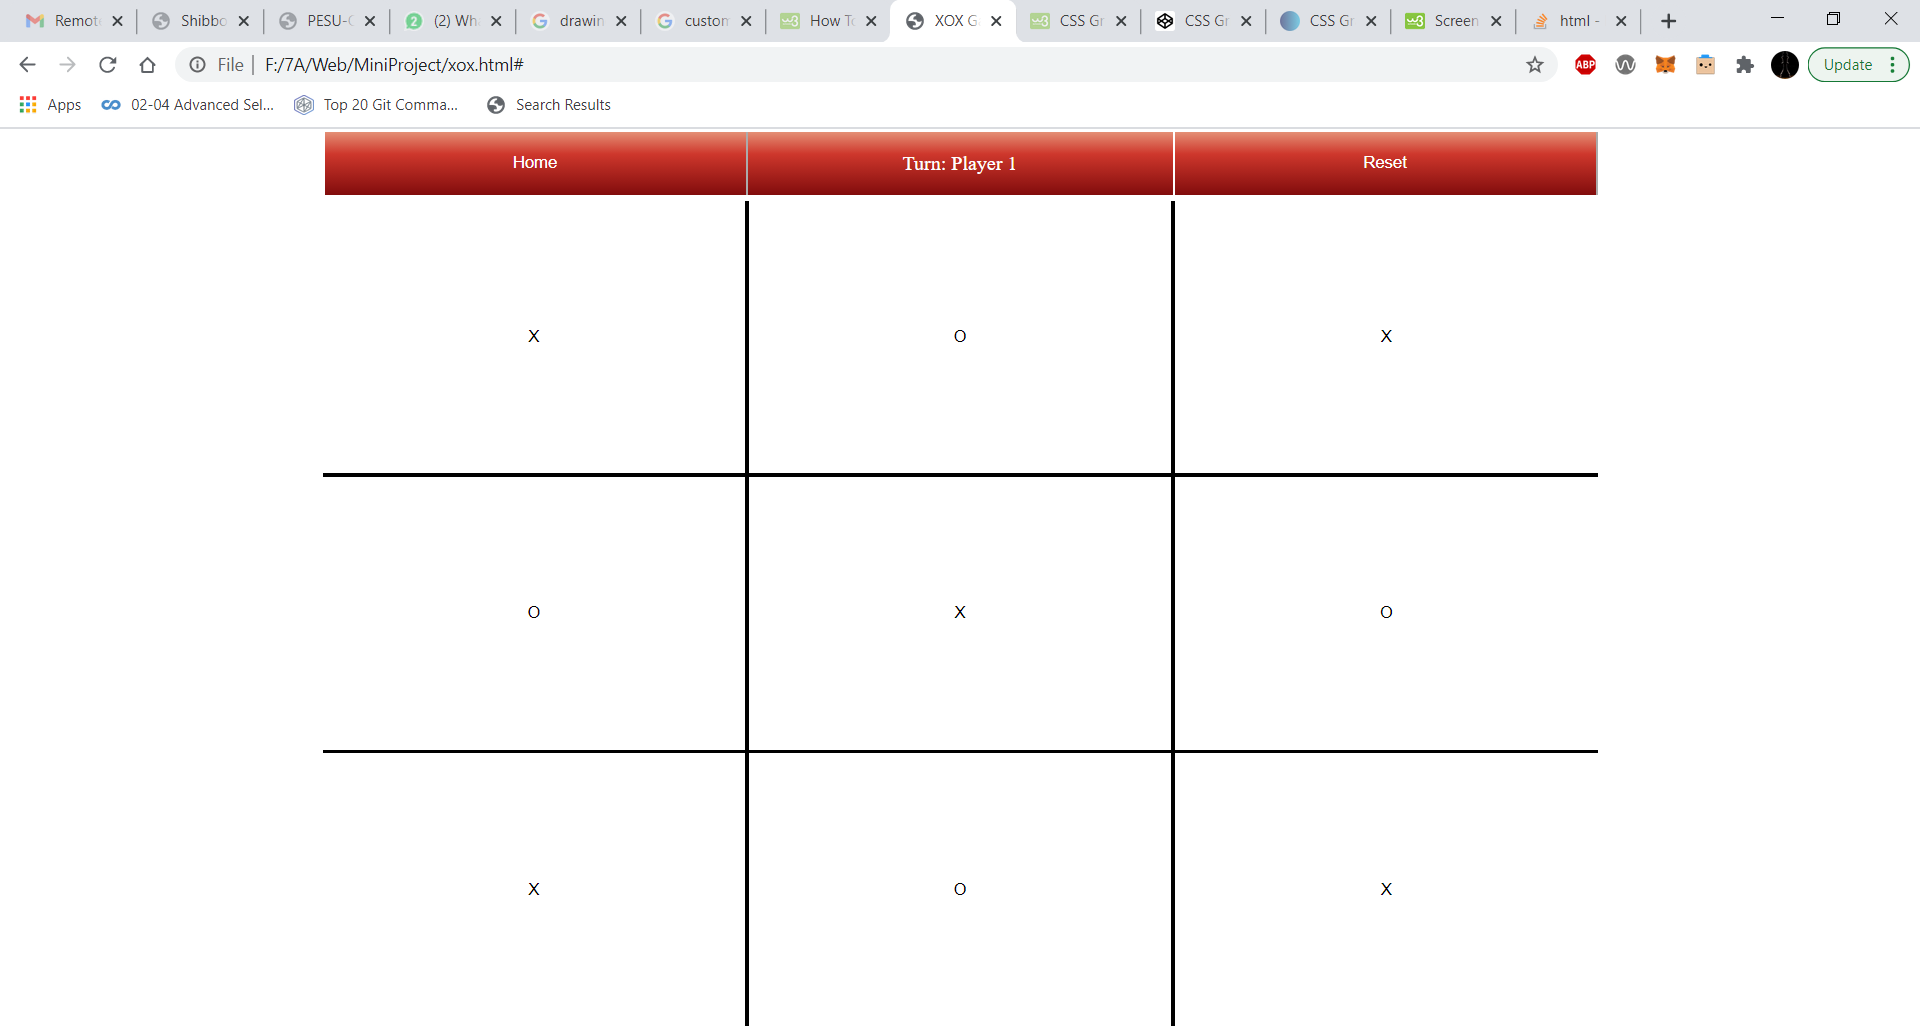 Remot Shibbo PESU- (2) Wh drawin custom How T XOX G CSS Gr CSS Gr CSS Gr Screen html -
File F:/7A/Web/MiniProject/xox.html# ABP Update
Apps 02-04 Advanced Sel... Top 20 Git Comma... Search Results
Home Turn: Player 1 Reset
X O X
O X O
X O X